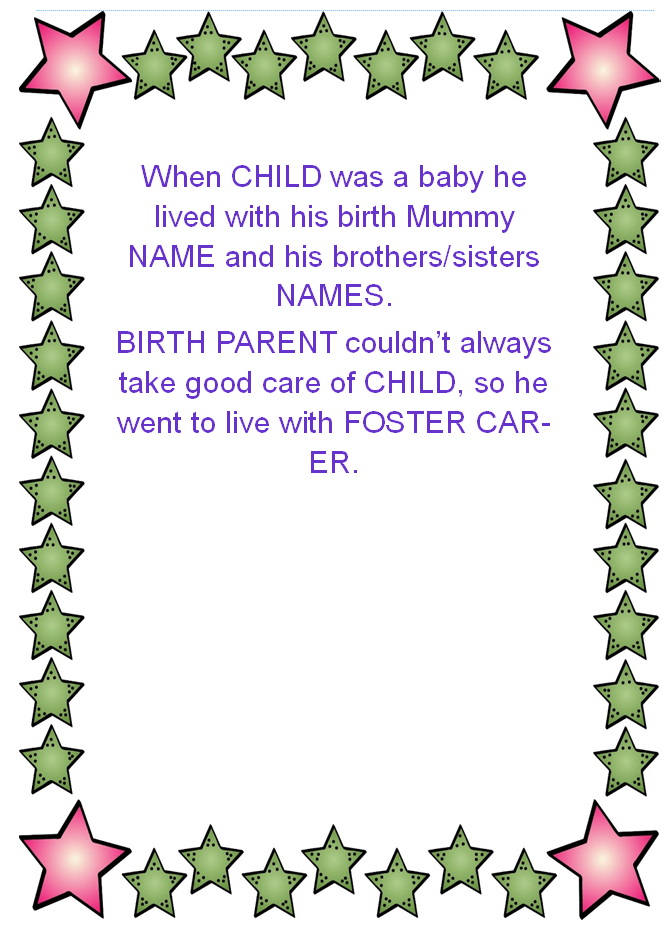 When CHILD was a baby he
lived with his birth Mummy
NAME and his brothers/sisters
NAMES.
BIRTH PARENT couldn’t always
take good care of CHILD, so he
went to live with FOSTER CAR-
ER.